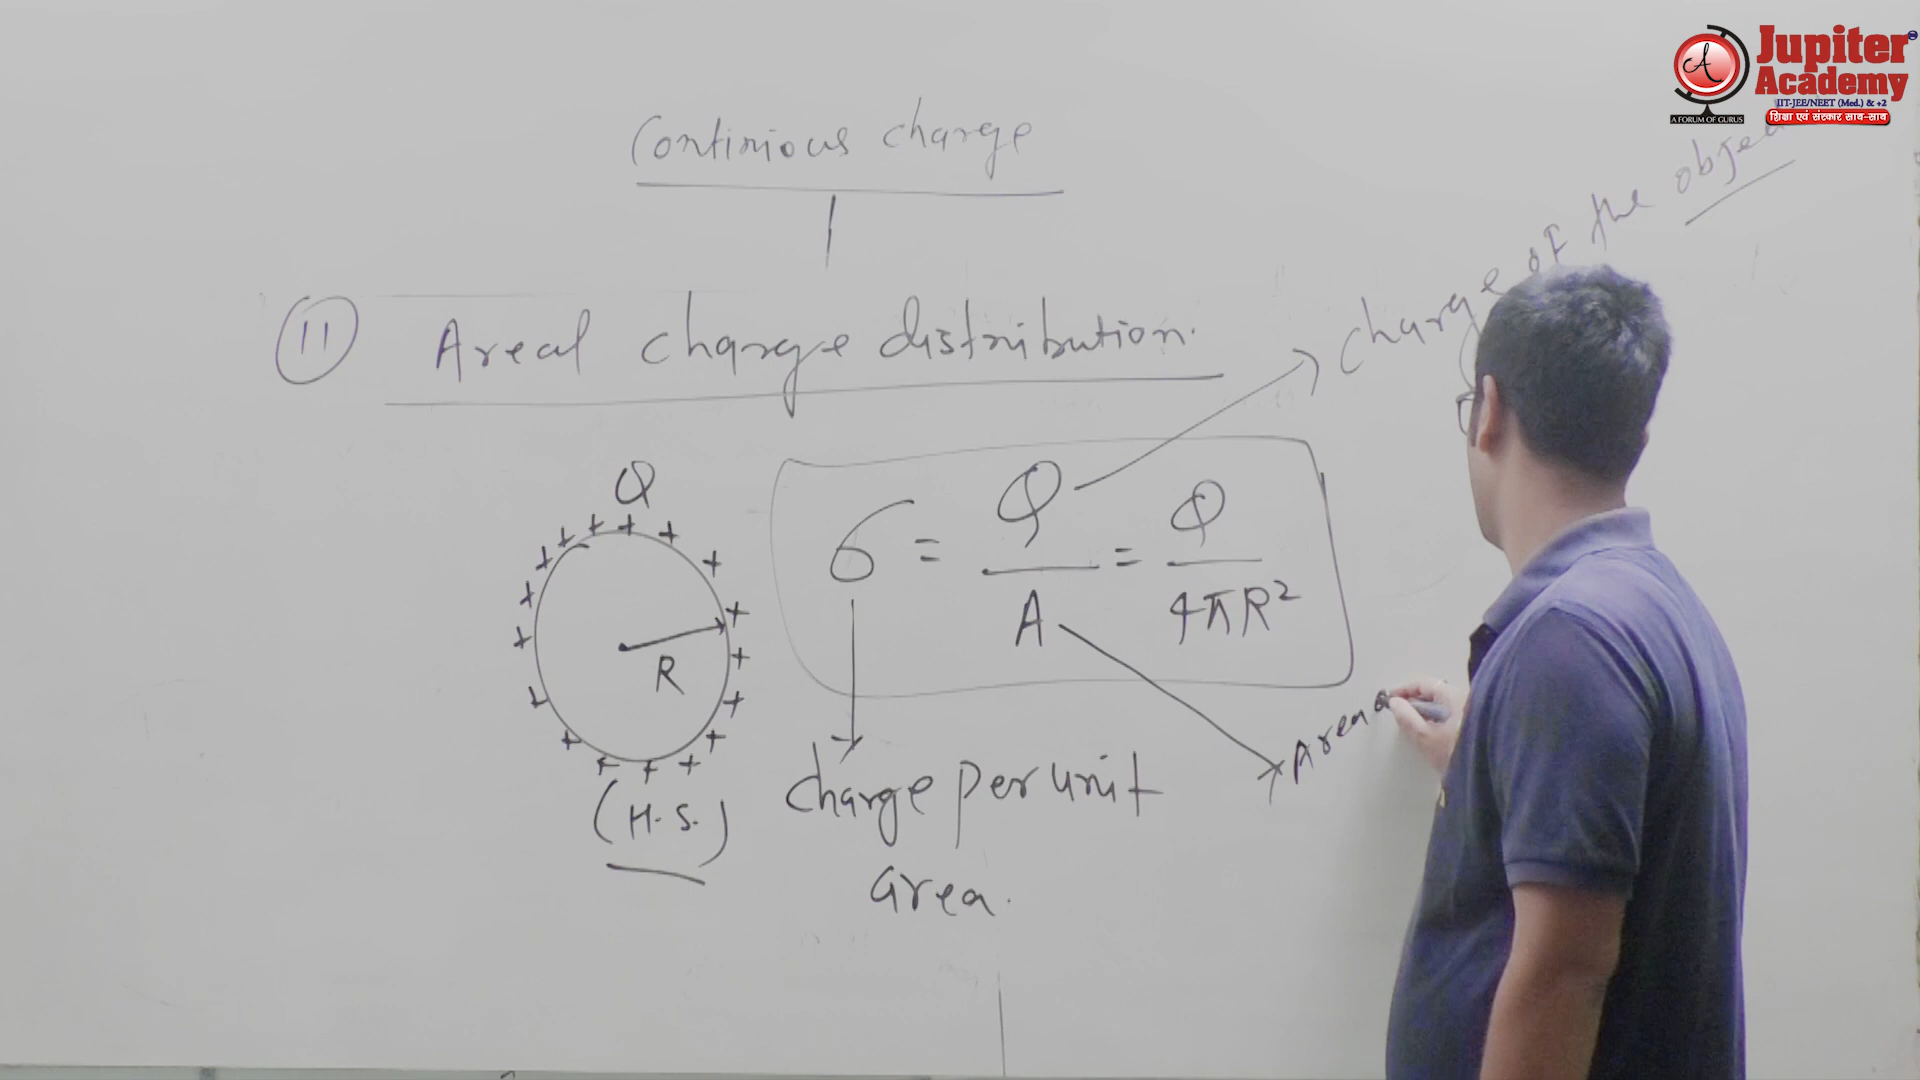 Jupiter
Academy
IIT-JEE/NEET (Med.) & +2
A FORUM OF GURUS
शिक्षा एवं संस्कार साथ-साथ
Continious charge
11 Areal charge distribution.
Charge of the objec
Q
+ + + + + + + + + + + + + + + + + +
R
(H.S.)
σ = Q/A = Q/4πR²
Charge per unit
area.
Area